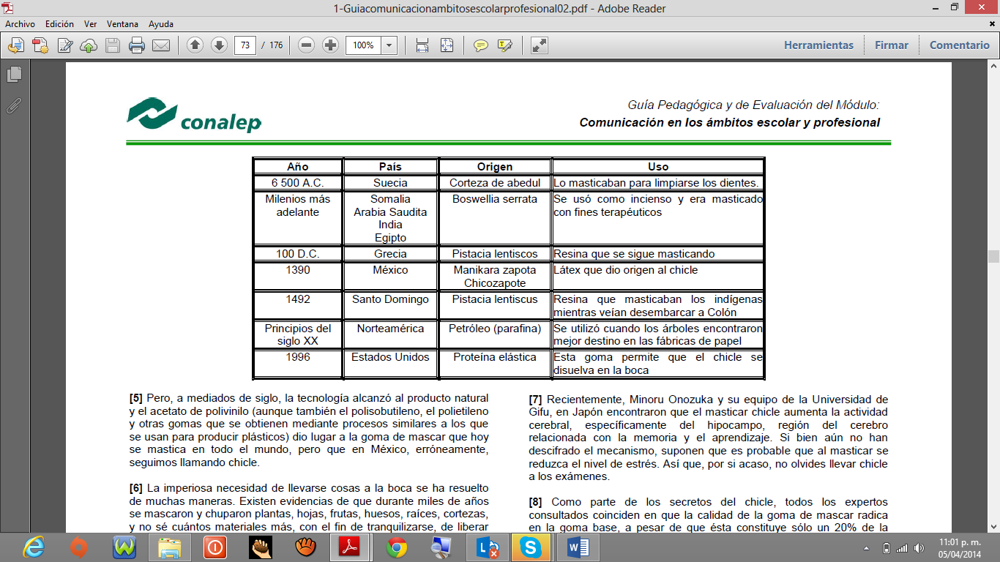 1-Guiacomunicacionambitosescolarprofesional02.pdf - Adobe Reader
Archivo Edición Ver Ventana Ayuda
73 / 176 100% Herramientas Firmar Comentario
conalep
Guía Pedagógica y de Evaluación del Módulo:
Comunicación en los ámbitos escolar y profesional
Año País Origen Uso
6 500 A.C. Suecia Corteza de abedul Lo masticaban para limpiarse los dientes.
Milenios más Somalia Boswellia serrata Se usó como incienso y era masticado
adelante Arabia Saudita con fines terapéuticos
India
Egipto
100 D.C. Grecia Pistacia lentiscos Resina que se sigue masticando
1390 México Manikara zapota Látex que dio origen al chicle
Chicozapote
1492 Santo Domingo Pistacia lentiscus Resina que masticaban los indígenas
mientras veían desembarcar a Colón
Principios del Norteamérica Petróleo (parafina) Se utilizó cuando los árboles encontraron
siglo XX mejor destino en las fábricas de papel
1996 Estados Unidos Proteína elástica Esta goma permite que el chicle se
disuelva en la boca
[5] Pero, a mediados de siglo, la tecnología alcanzó al producto natural
y el acetato de polivinilo (aunque también el polisobutileno, el polietileno
y otras gomas que se obtienen mediante procesos similares a los que
se usan para producir plásticos) dio lugar a la goma de mascar que hoy
se mastica en todo el mundo, pero que en México, erróneamente,
seguimos llamando chicle.
[6] La imperiosa necesidad de llevarse cosas a la boca se ha resuelto
de muchas maneras. Existen evidencias de que durante miles de años
se mascaron y chuparon plantas, hojas, frutas, huesos, raíces, cortezas,
y no sé cuántos materiales más, con el fin de tranquilizarse, de liberar
[7] Recientemente, Minoru Onozuka y su equipo de la Universidad de
Gifu, en Japón encontraron que el masticar chicle aumenta la actividad
cerebral, específicamente del hipocampo, región del cerebro
relacionada con la memoria y el aprendizaje. Si bien aún no han
descifrado el mecanismo, suponen que es probable que al masticar se
reduzca el nivel de estrés. Así que, por si acaso, no olvides llevar chicle
a los exámenes.
[8] Como parte de los secretos del chicle, todos los expertos
consultados coinciden en que la calidad de la goma de mascar radica
en la goma base, a pesar de que ésta constituye sólo un 20% de la
11:01 p. m.
05/04/2014